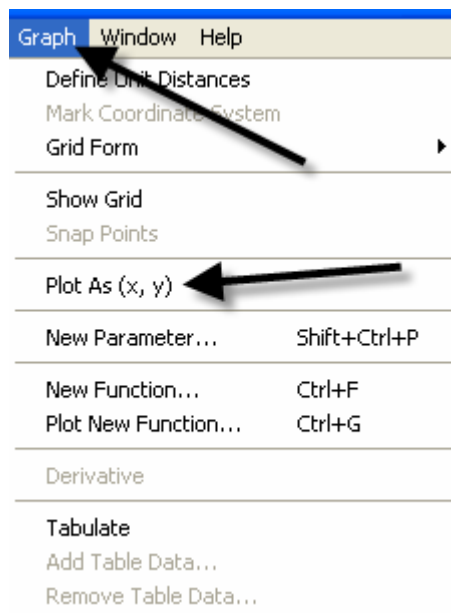 Graph Window Help
Define Unit Distances
Mark Coordinate System
Grid Form
Show Grid
Snap Points
Plot As (x, y)
New Parameter... Shift+Ctrl+P
New Function... Ctrl+F
Plot New Function... Ctrl+G
Derivative
Tabulate
Add Table Data...
Remove Table Data...